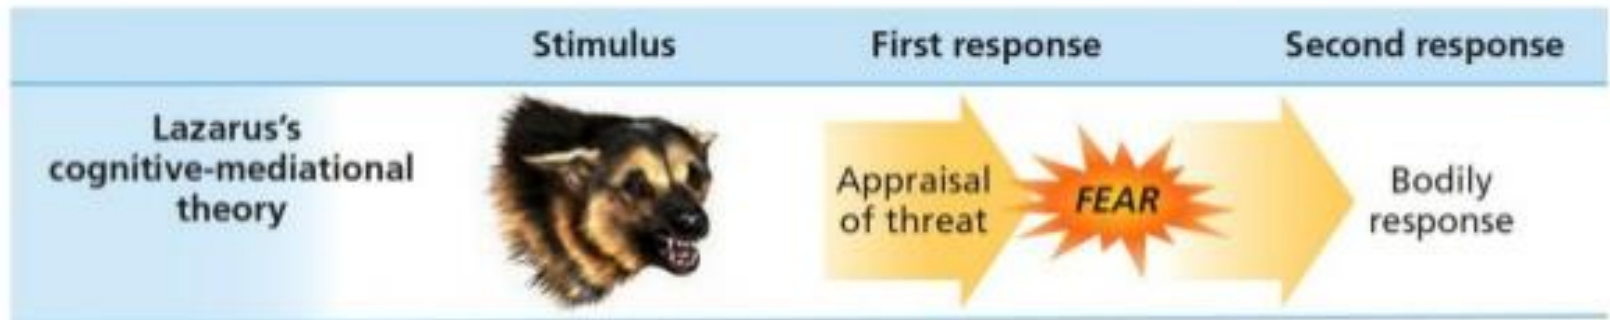 Stimulus First response Second response
Lazarus's
cognitive-mediational
theory
Appraisal
of threat
FEAR
Bodily
response